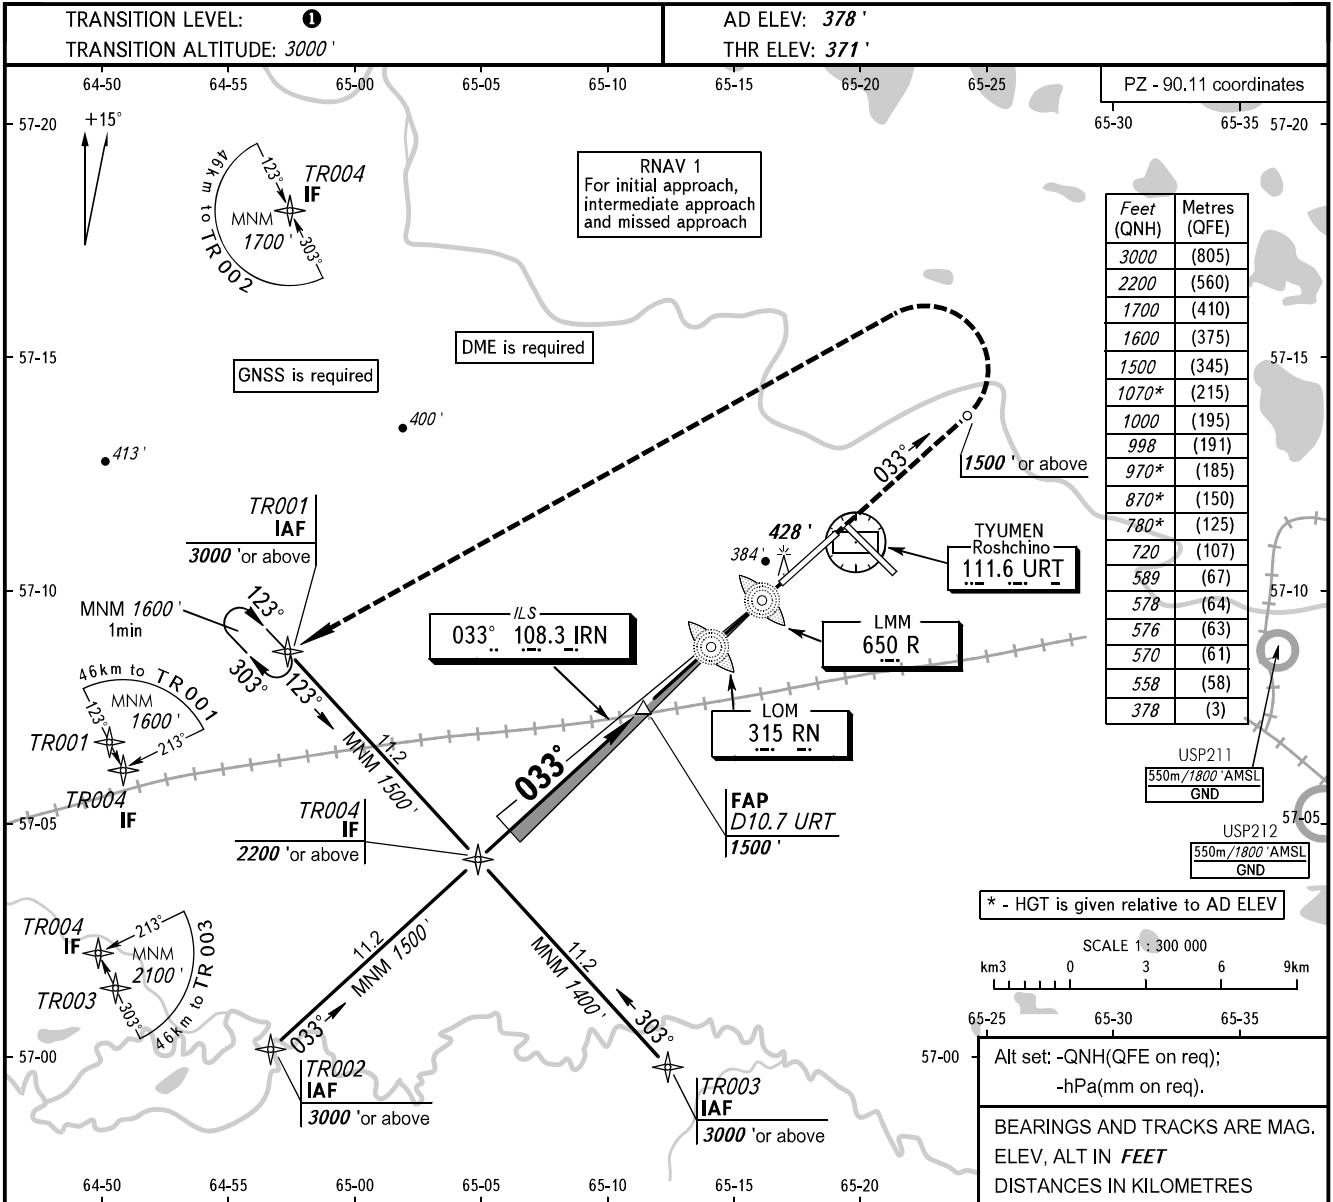 TRANSITION LEVEL: ❶
TRANSITION ALTITUDE: 3000 '
AD ELEV: 378 '
THR ELEV: 371 '
64-50 64-55 65-00 65-05 65-10 65-15 65-20 65-25
PZ - 90.11 coordinates
65-30 65-35 57-20
57-20
+15°
46km to TR 002
123°
TR004
IF
MNM
1700 '
303°
RNAV 1
For initial approach,
intermediate approach
and missed approach
Feet (QNH) Metres (QFE)
3000 (805)
2200 (560)
1700 (410)
1600 (375)
1500 (345)
1070* (215)
1000 (195)
998 (191)
970* (185)
870* (150)
780* (125)
720 (107)
589 (67)
578 (64)
576 (63)
570 (61)
558 (58)
378 (3)
57-15
57-15
DME is required
GNSS is required
400 '
413 '
033°
1500 ' or above
TR001
IAF
3000 'or above
428 '
384 '
TYUMEN
Roshchino
111.6 URT
57-10
57-10
MNM 1600 '
1min
123°
303°
ILS
033° 108.3 IRN
LMM
650 R
46km to TR001
MNM
1600 '
123°
213°
TR001
TR004
IF
123°
11.2
MNM 1500'
LOM
315 RN
033°
USP211
550m/1800 'AMSL
GND
TR004
IF
2200 'or above
FAP
D10.7 URT
1500 '
57-05
57-05
USP212
550m/1800 'AMSL
GND
* - HGT is given relative to AD ELEV
TR004
IF
213°
MNM
2100 '
TR003
303°
46km to TR 003
11.2
MNM 1500'
11.2
MNM 1400'
SCALE 1 : 300 000
km3 0 3 6 9km
65-25 65-30 65-35
033°
303°
57-00
57-00
TR002
IAF
3000 'or above
TR003
IAF
3000 'or above
Alt set: -QNH(QFE on req);
-hPa(mm on req).
BEARINGS AND TRACKS ARE MAG.
ELEV, ALT IN FEET
DISTANCES IN KILOMETRES
64-50 64-55 65-00 65-05 65-10 65-15 65-20